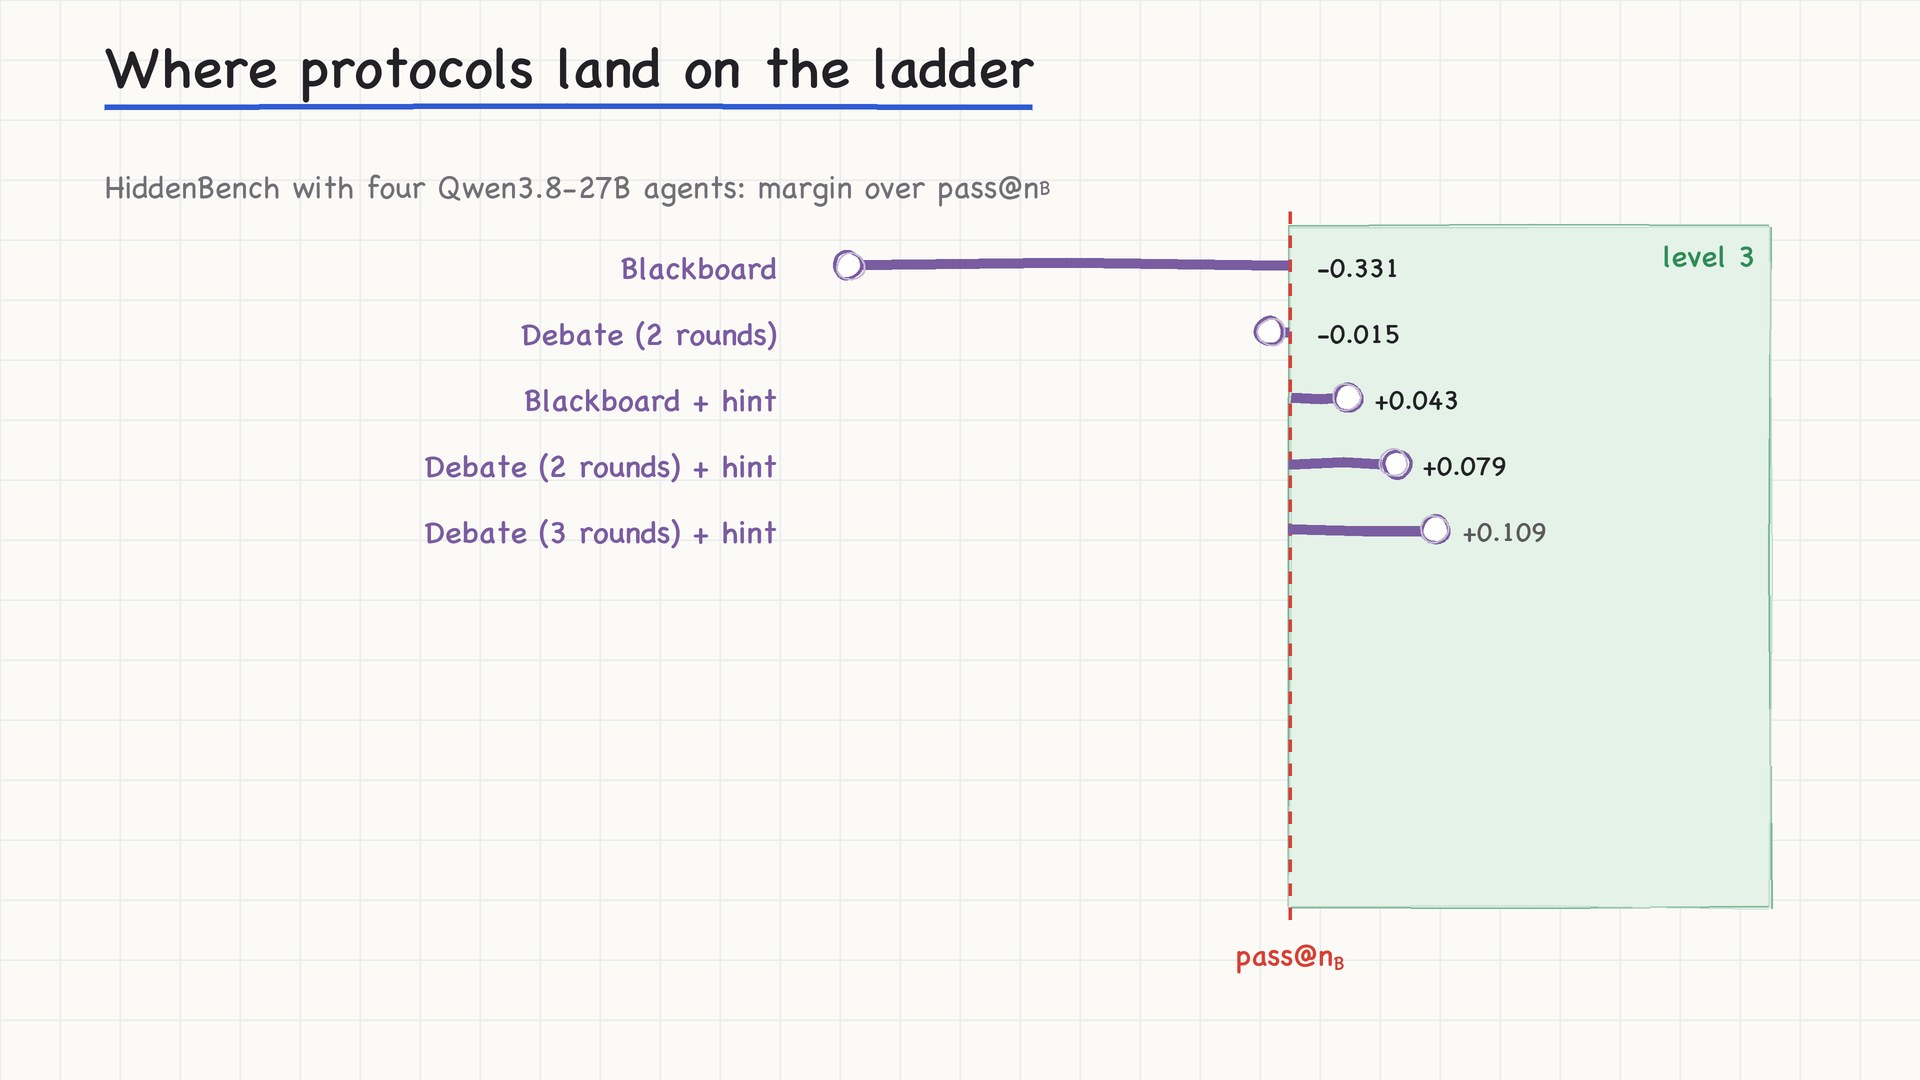 Where protocols land on the ladder
HiddenBench with four Qwen3.8-27B agents: margin over pass@nB
level 3
Blackboard -0.331
Debate (2 rounds) -0.015
Blackboard + hint +0.043
Debate (2 rounds) + hint +0.079
Debate (3 rounds) + hint +0.109
pass@nB